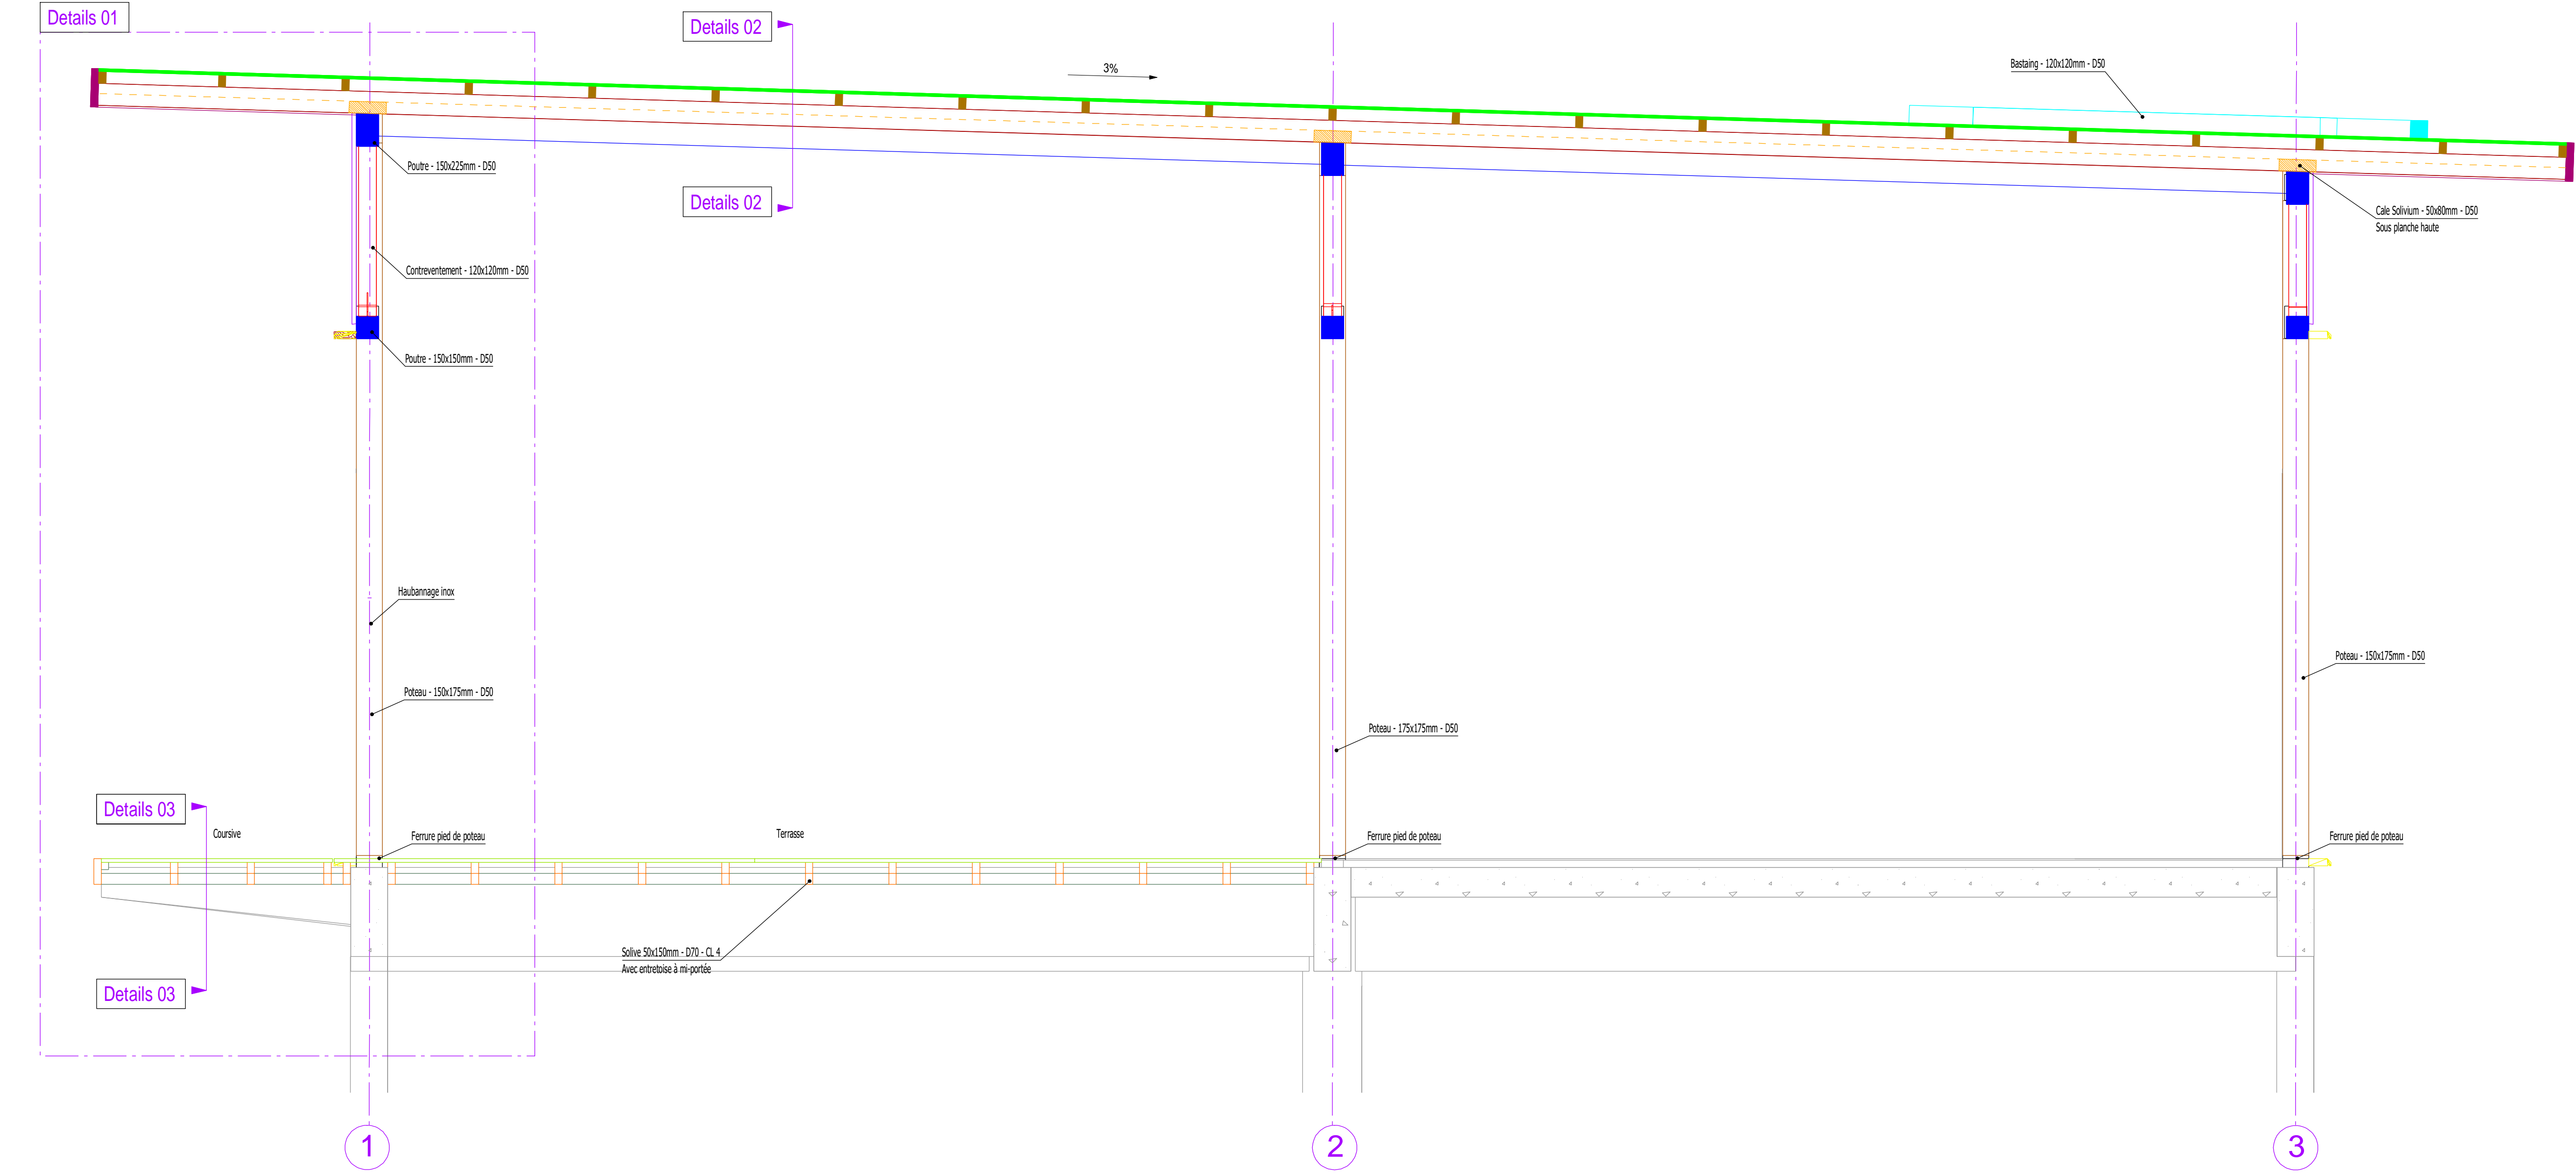 Details 01
Details 02
3%
Bastaing - 120x120mm - D50
Poutre - 150x225mm - D50
Details 02
Cale Solivium - 50x80mm - D50
Sous planche haute
Contreventement - 120x120mm - D50
Poutre - 150x150mm - D50
Haubannage inox
Poteau - 150x175mm - D50
Poteau - 150x175mm - D50
Poteau - 175x175mm - D50
Details 03
Coursive
Ferrure pied de poteau
Terrasse
Ferrure pied de poteau
Ferrure pied de poteau
Solive 50x150mm - D70 - CL 4
Avec entretoise à mi-portée
Details 03
1
2
3